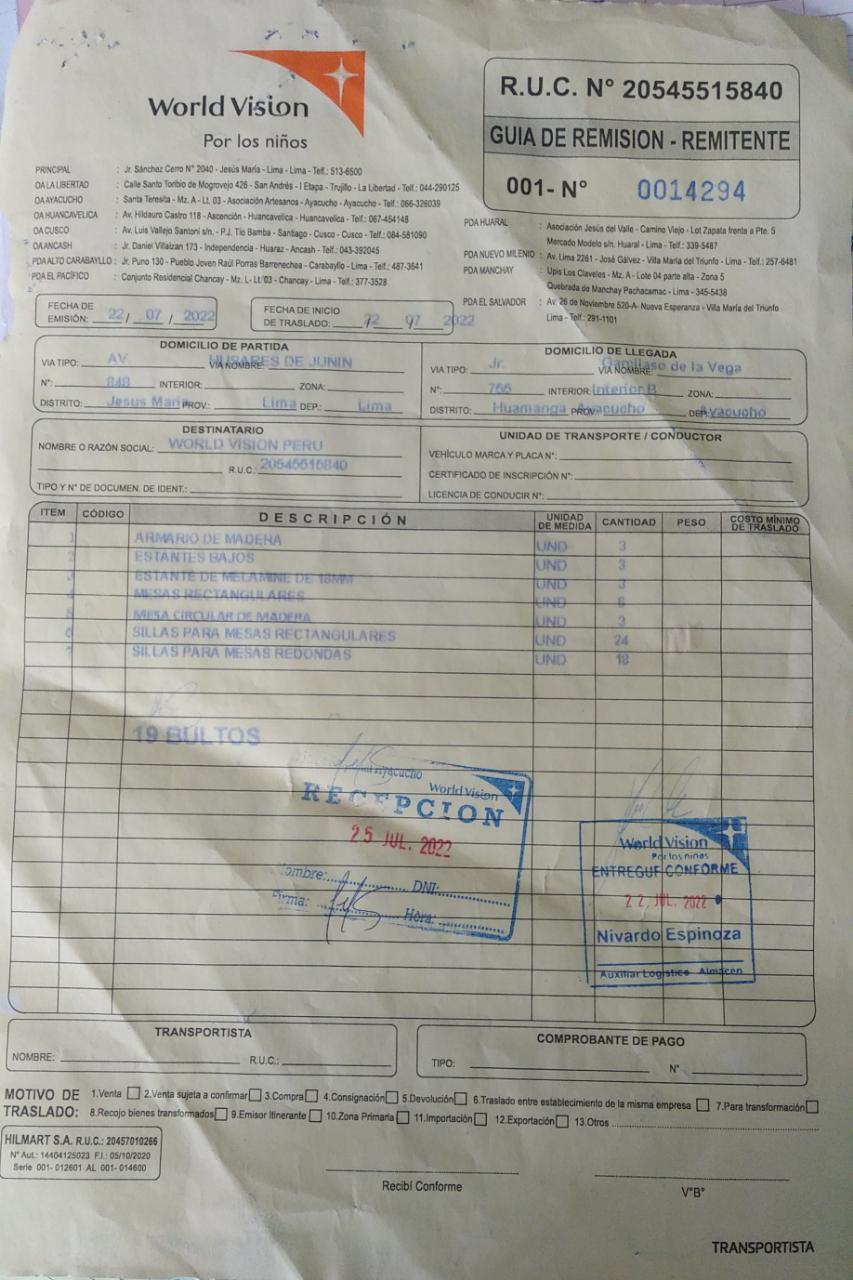 World Vision
Por los niños
R.U.C. N° 20545515840
GUIA DE REMISION - REMITENTE
001- N° 0014294
PRINCIPAL : Jr. Sánchez Cerro N° 2040 - Jesús María - Lima - Lima - Telf.: 513-6500
OA LA LIBERTAD : Calle Santo Toribio de Mogrovejo 426 - San Andrés - I Etapa - Trujillo - La Libertad - Telf.: 044-290125
OA AYACUCHO : Santa Teresita - Mz. A - Lt. 03 - Asociación Artesanos - Ayacucho - Ayacucho - Telf.: 066-326039
OA HUANCAVELICA : Av. Hildauro Castro 118 - Ascención - Huancavelica - Huancavelica - Telf.: 067-454148
OA CUSCO : Av. Luis Vallejo Santoni s/n. - P.J. Tío Bamba - Santiago - Cusco - Cusco - Telf.: 084-581090
OA ANCASH : Jr. Daniel Villaizan 173 - Independencia - Huaraz - Ancash - Telf.: 043-392045
PDA ALTO CARABAYLLO : Jr. Puno 130 - Pueblo Joven Raúl Porras Barrenechea - Carabayllo - Lima - Telf.: 487-3641
PDA EL PACÍFICO : Conjunto Residencial Chancay - Mz. L- Lt.'03 - Chancay - Lima - Telf.: 377-3528
PDA HUARAL : Asociación Jesús del Valle - Camino Viejo - Lot Zapata frente a Pte. 5
Mercado Modelo s/n. Huaral - Lima - Telf.: 339-5487
PDA NUEVO MILENIO : Av. Lima 2261 - José Gálvez - Villa María del Triunfo - Lima - Telf.: 257-6481
PDA MANCHAY : Upis Los Claveles - Mz. A - Lote 04 parte alta - Zona 5
Quebrada de Manchay Pachacamac - Lima - 345-5438
PDA EL SALVADOR : Av. 26 de Noviembre 520-A- Nueva Esperanza - Villa María del Triunfo
Lima - Telf.: 291-1101
FECHA DE EMISIÓN: 22/ 07 / 2022
FECHA DE INICIO DE TRASLADO: 22 07 2022
DOMICILIO DE PARTIDA
VIA TIPO: AV VIA NOMBRE: HUSARES DE JUNIN
N°: 848 INTERIOR: ZONA:
DISTRITO: Jesus Maria PROV.: Lima DEP.: Lima
DOMICILIO DE LLEGADA
VIA TIPO: Jr. VIA NOMBRE: Garnilaso de la Vega
N°: 765 INTERIOR: Interior B ZONA:
DISTRITO: Huamanga PROV.: Ayacucho DEP.: Ayacucho
DESTINATARIO
NOMBRE O RAZÓN SOCIAL: WORLD VISION PERU
R.U.C. 20545515840
TIPO Y N° DE DOCUMEN. DE IDENT.:
UNIDAD DE TRANSPORTE / CONDUCTOR
VEHÍCULO MARCA Y PLACA N°:
CERTIFICADO DE INSCRIPCIÓN N°:
LICENCIA DE CONDUCIR N°:
ITEM CÓDIGO DESCRIPCIÓN UNIDAD DE MEDIDA CANTIDAD PESO COSTO MÍNIMO DE TRASLADO
1 ARMARIO DE MADERA UND 3
2 ESTANTES BAJOS UND 3
3 ESTANTE DE MELAMINE DE 18MM UND 3
4 MESAS RECTANGULARES UND 6
5 MESA CIRCULAR DE MADERA UND 3
6 SILLAS PARA MESAS RECTANGULARES UND 24
7 SILLAS PARA MESAS REDONDAS UND 18
19 BULTOS
Ayacucho
World Vision
RECEPCION
25 JUL. 2022
Nombre: DNI:
Firma: Hora:
World Vision
Por los niños
ENTREGUE CONFORME
22 JUL. 2022
Nivardo Espinoza
Auxiliar Logístico Almacén
TRANSPORTISTA
NOMBRE: R.U.C.:
COMPROBANTE DE PAGO
TIPO: N°
MOTIVO DE TRASLADO: 1.Venta 2.Venta sujeta a confirmar 3.Compra 4.Consignación 5.Devolución 6.Traslado entre establecimiento de la misma empresa 7.Para transformación
8.Recojo bienes transformados 9.Emisor Itinerante 10.Zona Primaria 11.Importación 12.Exportación 13.Otros
HILMART S.A. R.U.C.: 20457010266
N° Aut.: 14404125023 F.I.: 05/10/2020
Serie 001- 012601 AL 001- 014600
Recibí Conforme
V°B°
TRANSPORTISTA